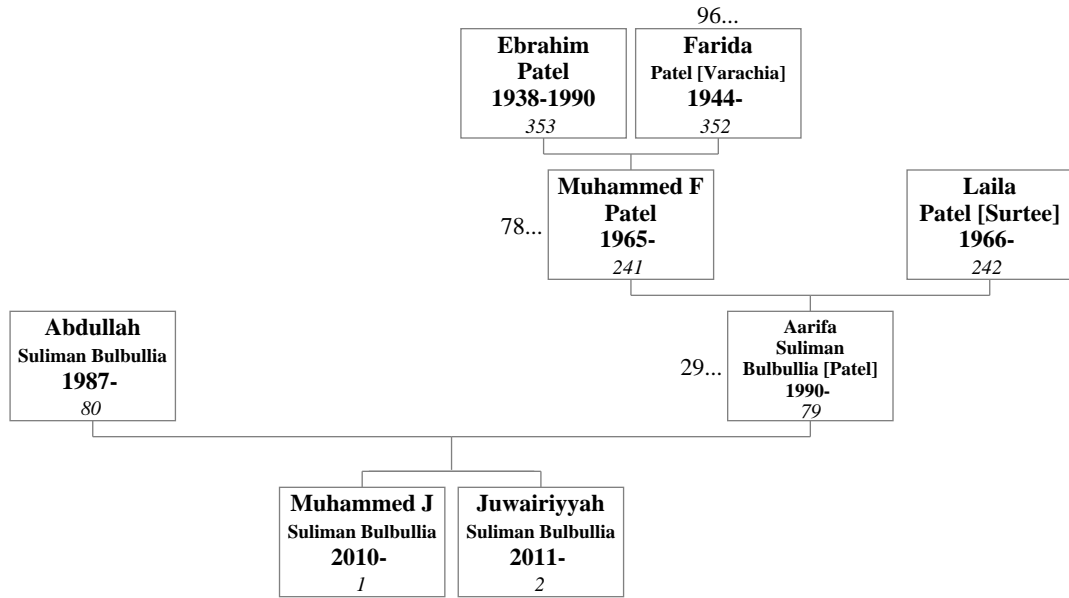 96...
Ebrahim
Patel
1938-1990
353
Farida
Patel [Varachia]
1944-
352
78...
Muhammed F
Patel
1965-
241
Laila
Patel [Surtee]
1966-
242
Abdullah
Suliman Bulbullia
1987-
80
29...
Aarifa
Suliman
Bulbullia [Patel]
1990-
79
Muhammed J
Suliman Bulbullia
2010-
1
Juwairiyyah
Suliman Bulbullia
2011-
2